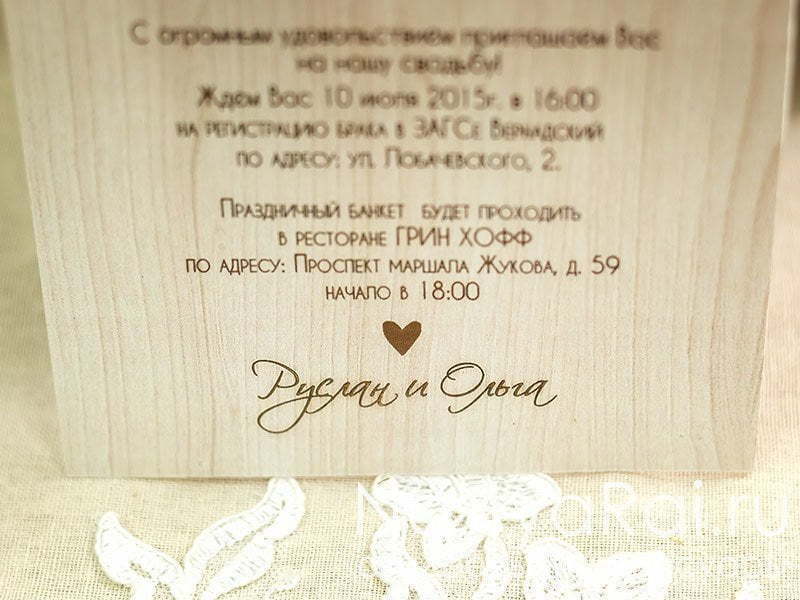 С огромным удовольствием приглашаем Вас
на нашу свадьбу!
Ждем Вас 10 июля 2015г. в 16:00
на регистрацию брака в ЗАГСе Вернадский
по адресу: ул. Лобачевского, 2.
Праздничный банкет будет проходить
в ресторане ГРИН ХОФФ
по адресу: Проспект маршала Жукова, д. 59
начало в 18:00
Руслан и Ольга